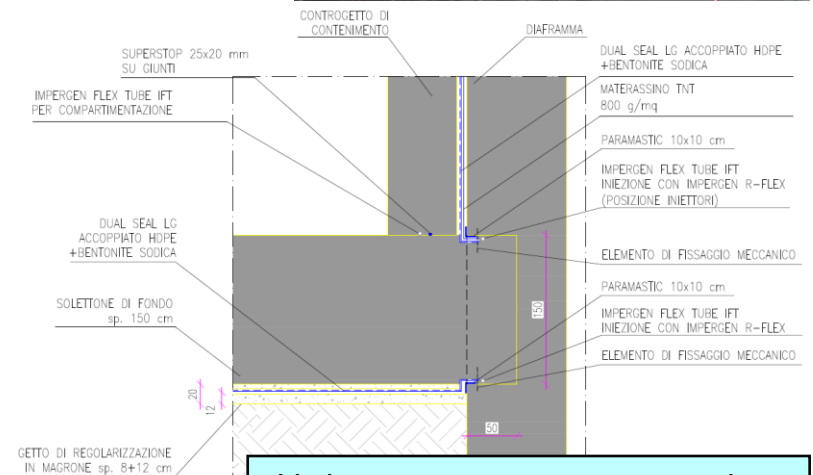 CONTROGETTO DI
CONTENIMENTO
DIAFRAMMA
SUPERSTOP 25x20 mm
SU GIUNTI
IMPERGEN FLEX TUBE IFT
PER COMPARTIMENTAZIONE
DUAL SEAL LG
ACCOPPIATO HDPE
+BENTONITE SODICA
SOLETTONE DI FONDO
sp. 150 cm
20
12
GETTO DI REGOLARIZZAZIONE
IN MAGRONE sp. 8+12 cm
DUAL SEAL LG ACCOPPIATO HDPE
+BENTONITE SODICA
MATERASSINO TNT
800 g/mq
PARAMASTIC 10x10 cm
IMPERGEN FLEX TUBE IFT
INIEZIONE CON IMPERGEN R-FLEX
(POSIZIONE INIETTORI)
ELEMENTO DI FISSAGGIO MECCANICO
PARAMASTIC 10x10 cm
IMPERGEN FLEX TUBE IFT
INIEZIONE CON IMPERGEN R-FLEX
ELEMENTO DI FISSAGGIO MECCANICO
150
50